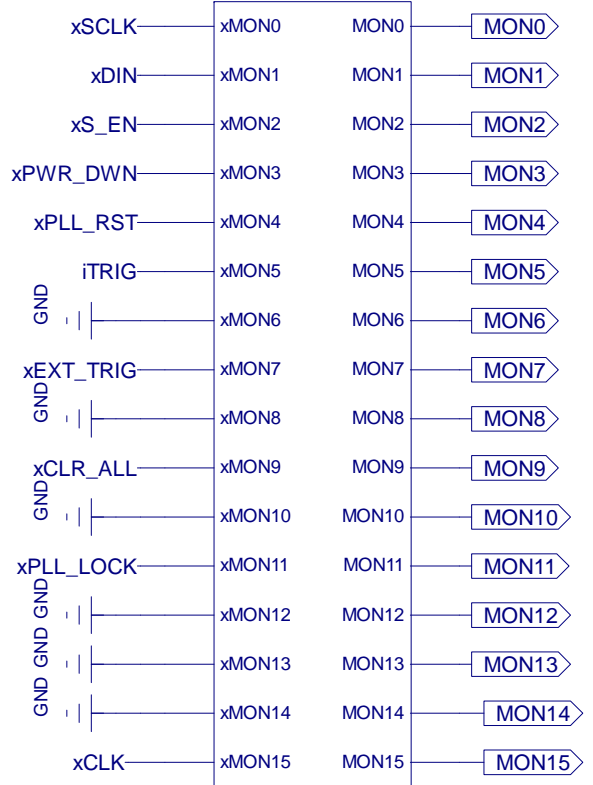 xSCLK xMON0 MON0 MON0
xDIN xMON1 MON1 MON1
xS_EN xMON2 MON2 MON2
xPWR_DWN xMON3 MON3 MON3
xPLL_RST xMON4 MON4 MON4
iTRIG xMON5 MON5 MON5
GND xMON6 MON6 MON6
xEXT_TRIG xMON7 MON7 MON7
GND xMON8 MON8 MON8
xCLR_ALL xMON9 MON9 MON9
GND xMON10 MON10 MON10
xPLL_LOCK xMON11 MON11 MON11
GND xMON12 MON12 MON12
GND xMON13 MON13 MON13
GND xMON14 MON14 MON14
xCLK xMON15 MON15 MON15